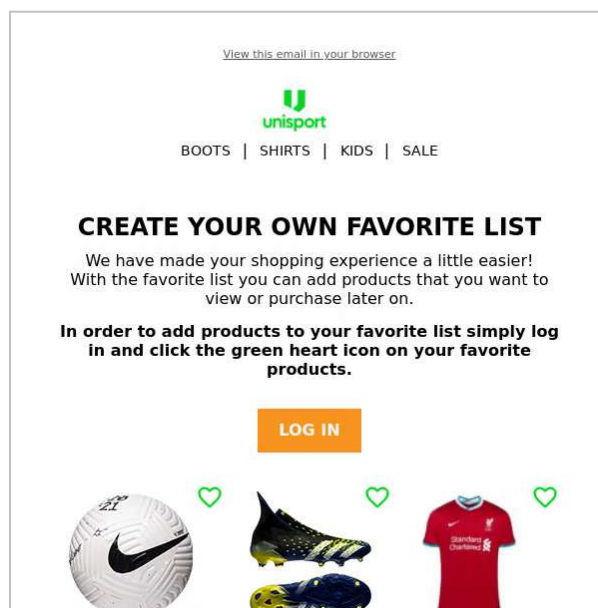 View this email in your browser
unisport
BOOTS | SHIRTS | KIDS | SALE
CREATE YOUR OWN FAVORITE LIST
We have made your shopping experience a little easier!
With the favorite list you can add products that you want to
view or purchase later on.
In order to add products to your favorite list simply log
in and click the green heart icon on your favorite
products.
LOG IN
21
Standard
Chartered